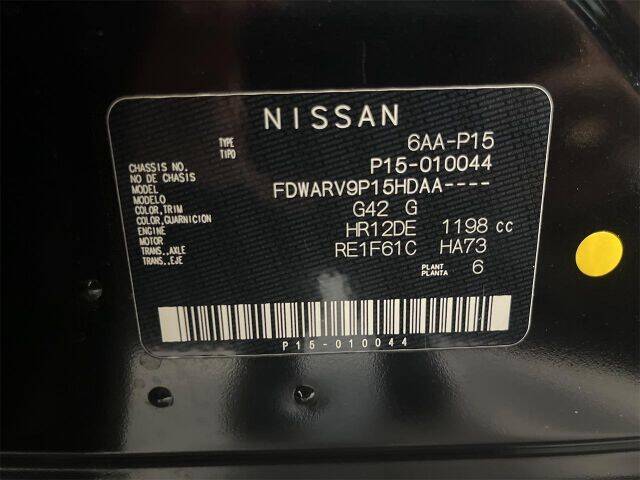 NISSAN
TYPE 6AA-P15
TIPO
CHASSIS NO. P15-010044
NO DE CHASIS
MODEL FDWARV9P15HDAA----
MODELO
COLOR,TRIM G42 G
COLOR,GUARNICION
ENGINE HR12DE 1198 cc
MOTOR
TRANS.,AXLE RE1F61C HA73
TRANS.,EJE
PLANT 6
PLANTA
P15-010044